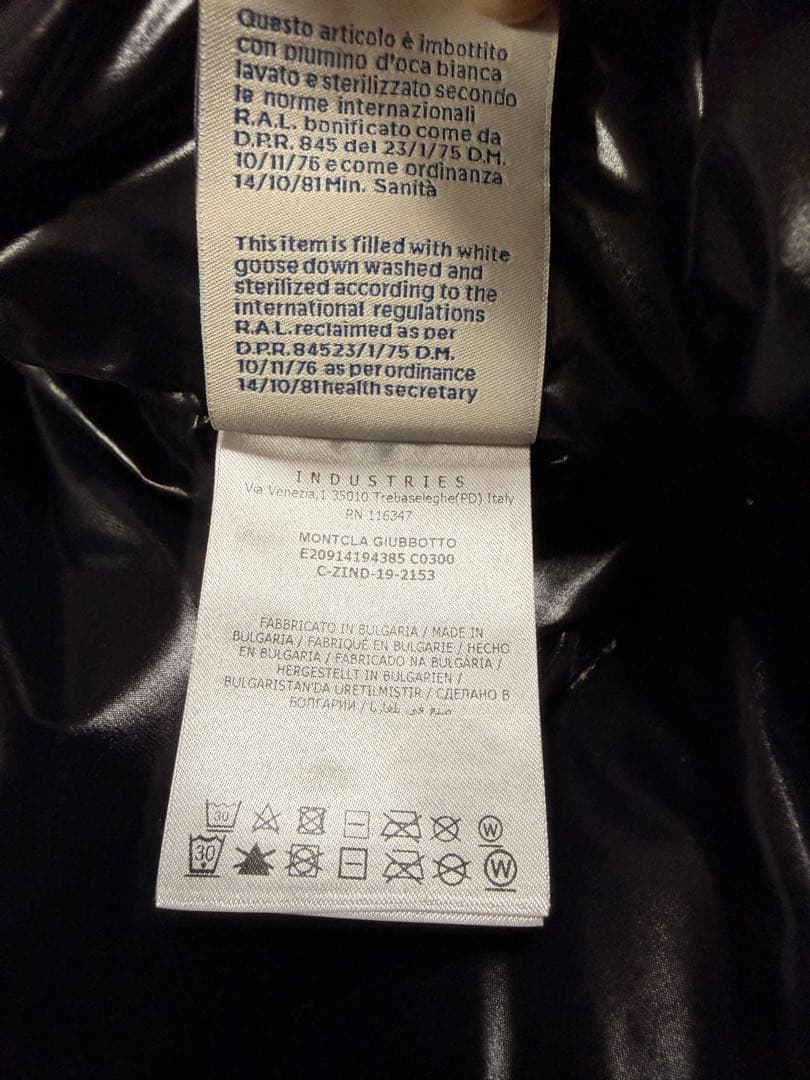 Questo articolo è imbottito
con piumino d'oca bianca
lavato e sterilizzato secondo
le norme internazionali
R.A.L. bonificato come da
D.P.R. 845 del 23/1/75 D.M.
10/11/76 e come ordinanza
14/10/81 Min. Sanità
This item is filled with white
goose down washed and
sterilized according to the
international regulations
R.A.L. reclaimed as per
D.P.R. 84523/1/75 D.M.
10/11/76 as per ordinance
14/10/81 health secretary
INDUSTRIES
Via Venezia,1 35010 Trebaseleghe(PD) Italy
RN 116347
MONTCLA GIUBBOTTO
E20914194385 C0300
C-ZIND-19-2153
FABBRICATO IN BULGARIA / MADE IN
BULGARIA / FABRIQUÉ EN BULGARIE / HECHO
EN BULGARIA / FABRICADO NA BULGARIA /
HERGESTELLT IN BULGARIEN /
BULGARISTAN'DA ÜRETILMISTIR / СДЕЛАНО В
БОЛГАРИИ / صنع في بلغاريا
30 W
30 W